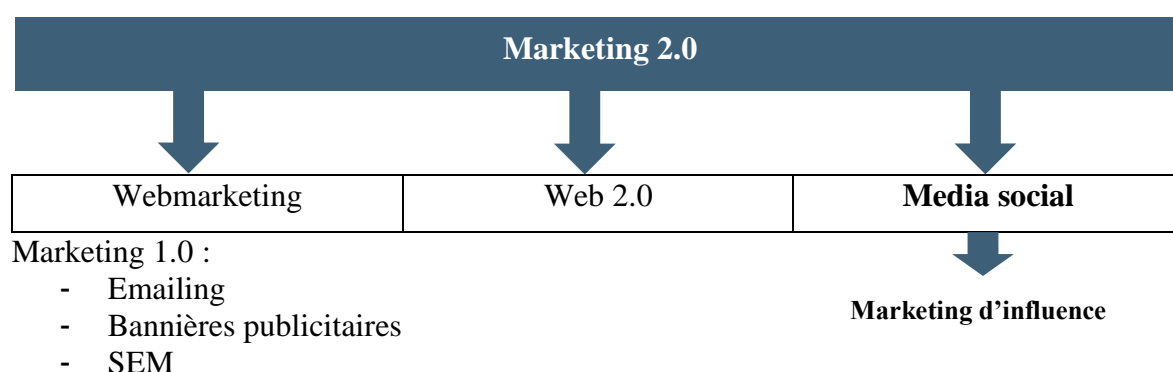 Marketing 2.0
Webmarketing Web 2.0 Media social
Marketing 1.0 :
- Emailing
- Bannières publicitaires
- SEM
Marketing d'influence